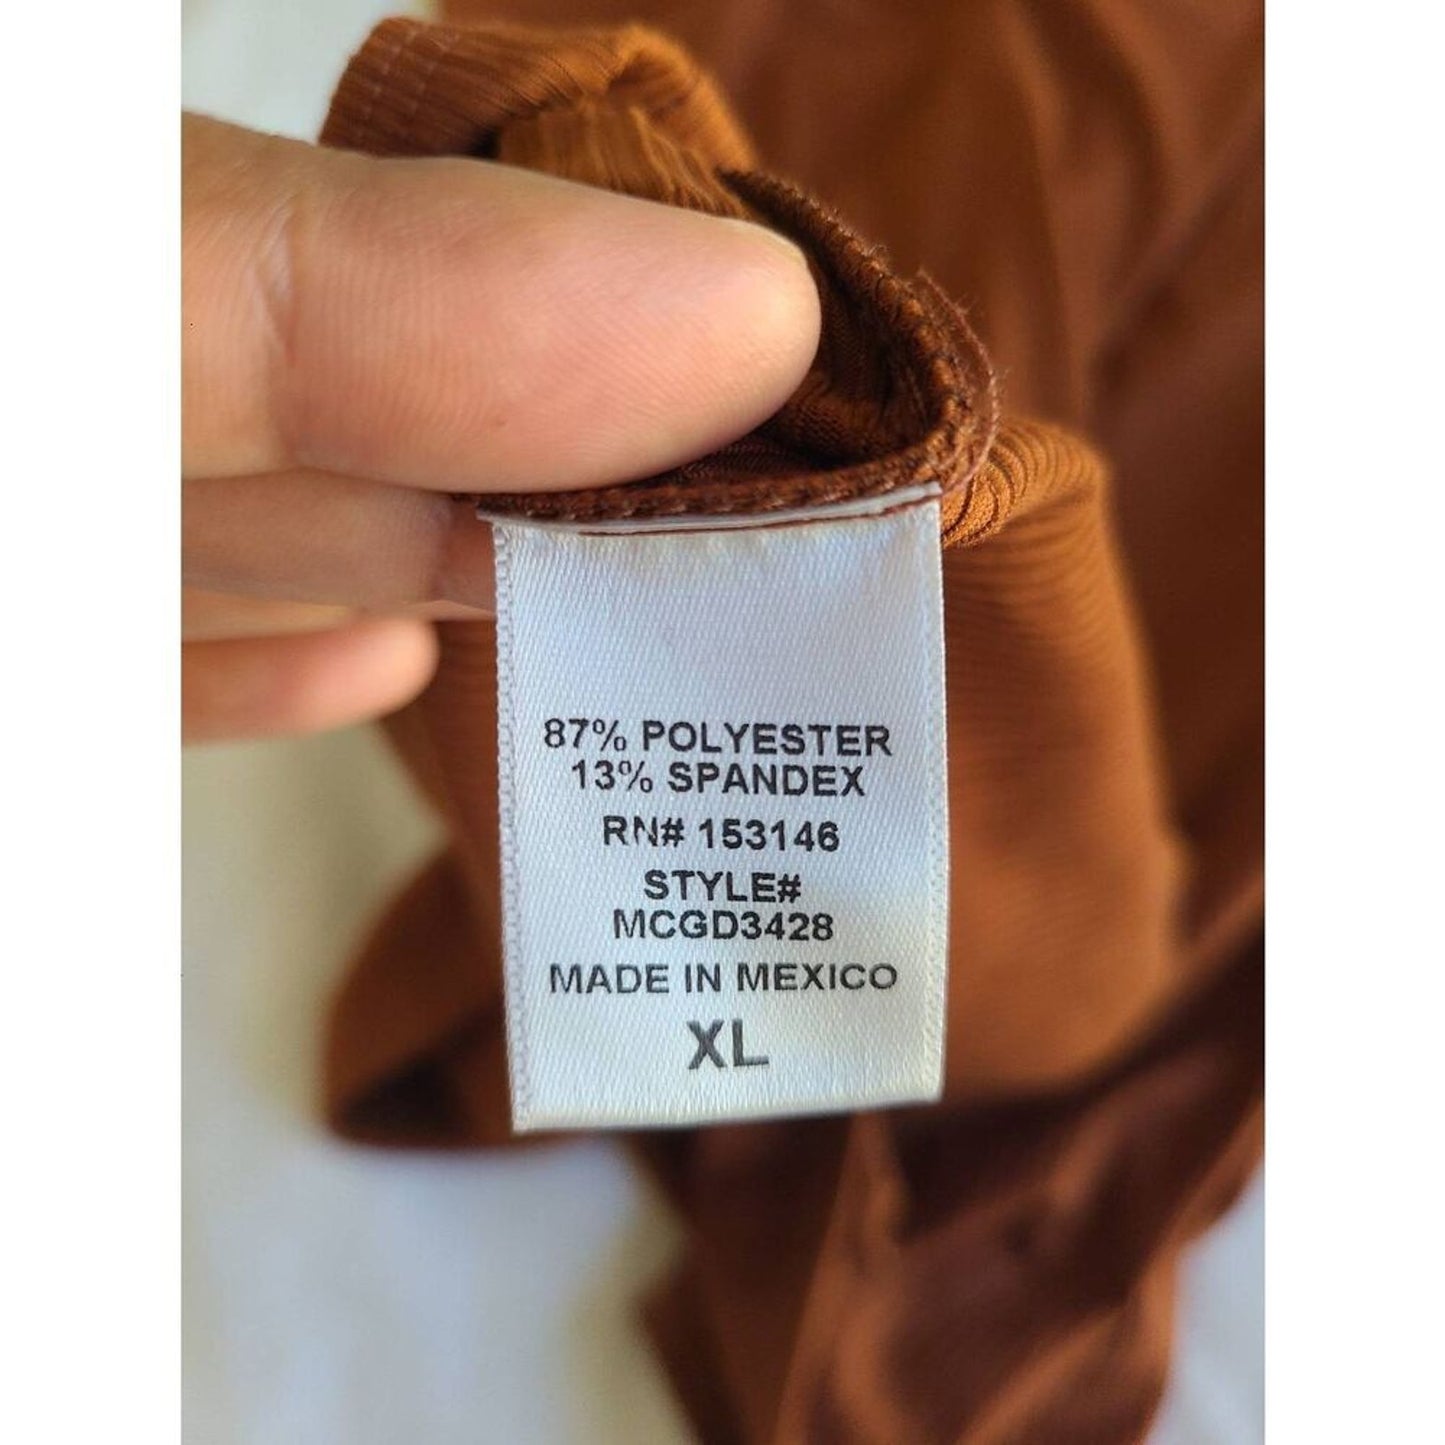 87% POLYESTER
13% SPANDEX
RN# 153146
STYLE#
MCGD3428
MADE IN MEXICO
XL